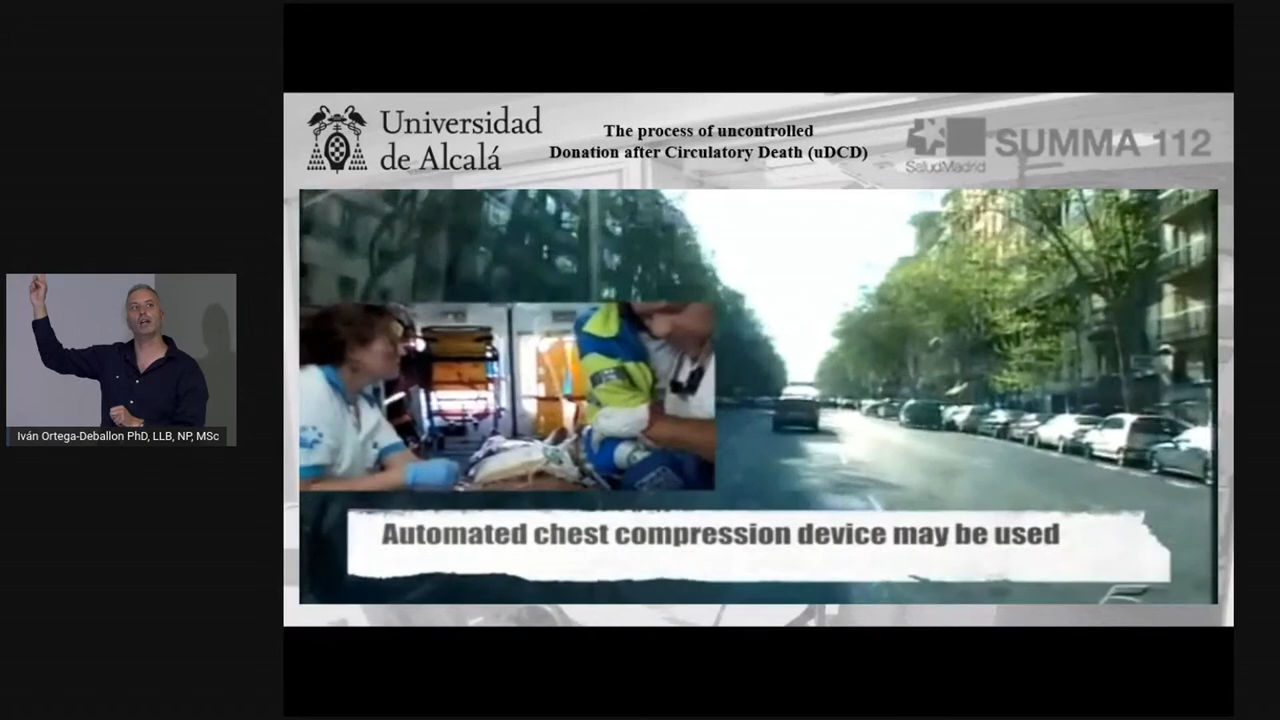 Universidad
de Alcalá
The process of uncontrolled
Donation after Circulatory Death (uDCD)
SaludMadrid
SUMMA 112
Iván Ortega-Deballon PhD, LLB, NP, MSc
Automated chest compression device may be used